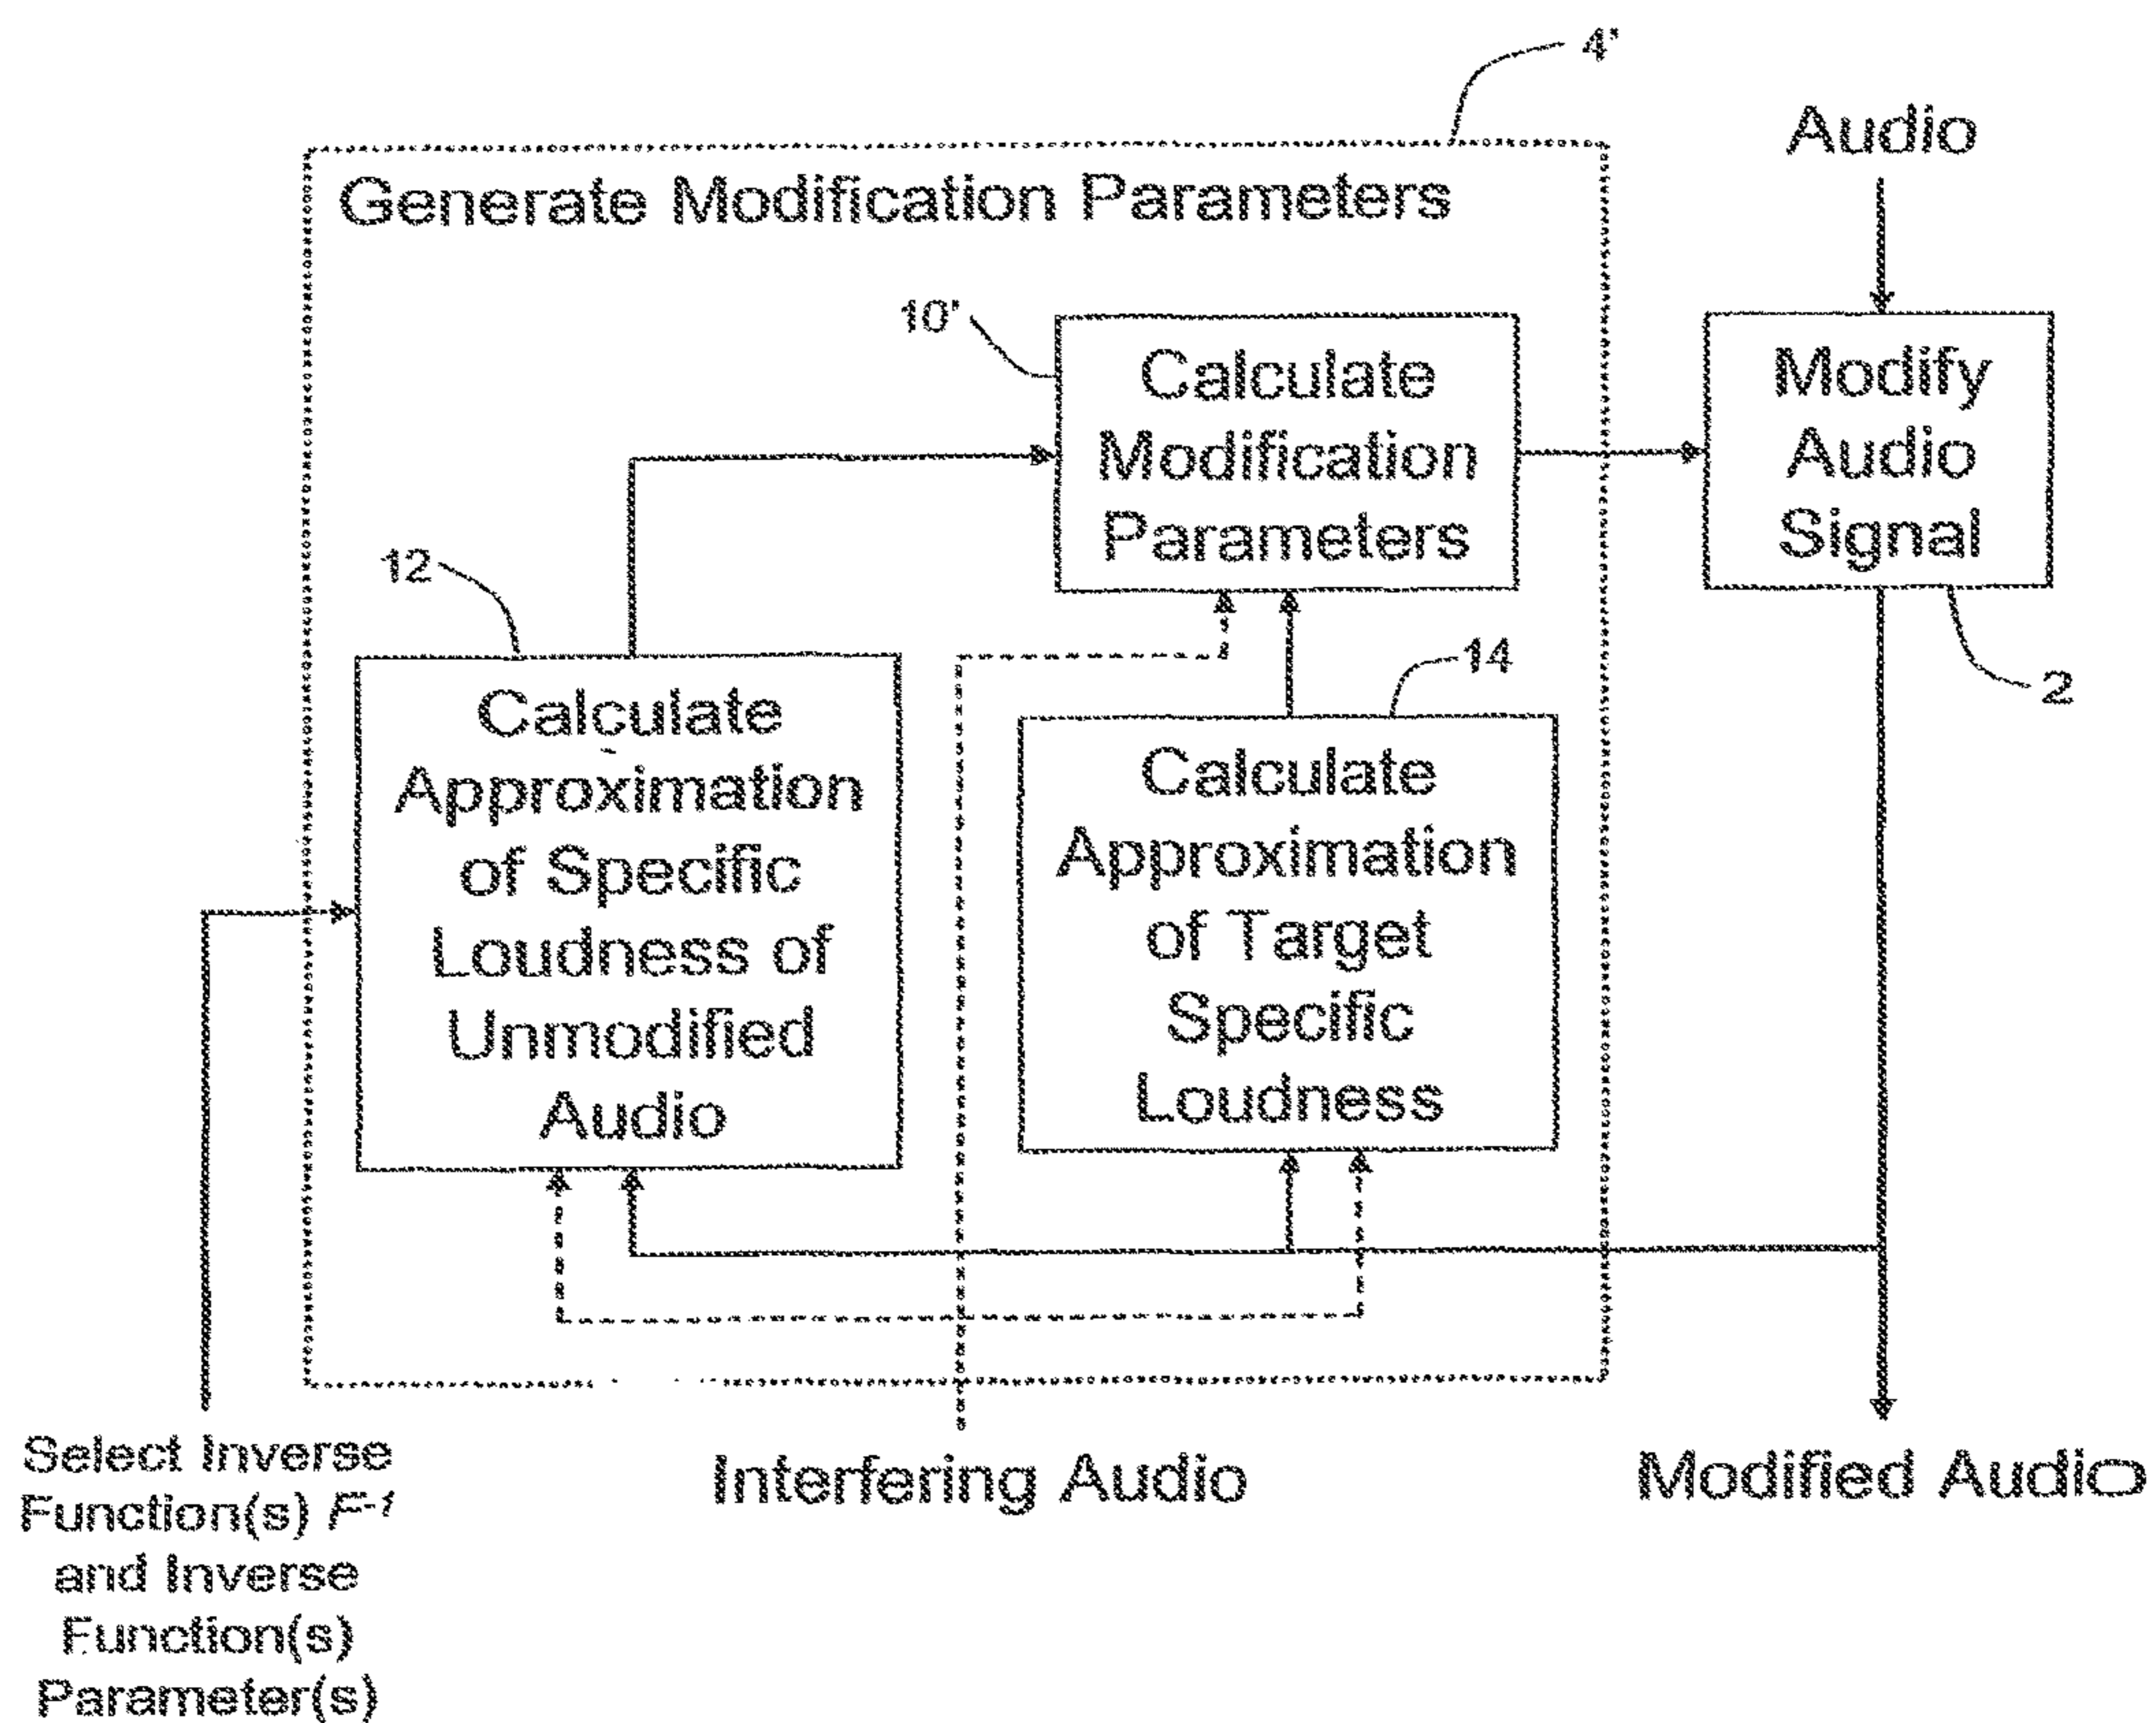 4'
Audio
Generate Modification Parameters
10'
Calculate
Modification
Parameters
Modify
Audio
Signal
12
14
2
Calculate
Approximation
of Specific
Loudness of
Unmodified
Audio
Calculate
Approximation
of Target
Specific
Loudness
Select Inverse
Function(s) F⁻¹
and Inverse
Function(s)
Parameter(s)
Interfering Audio
Modified Audio